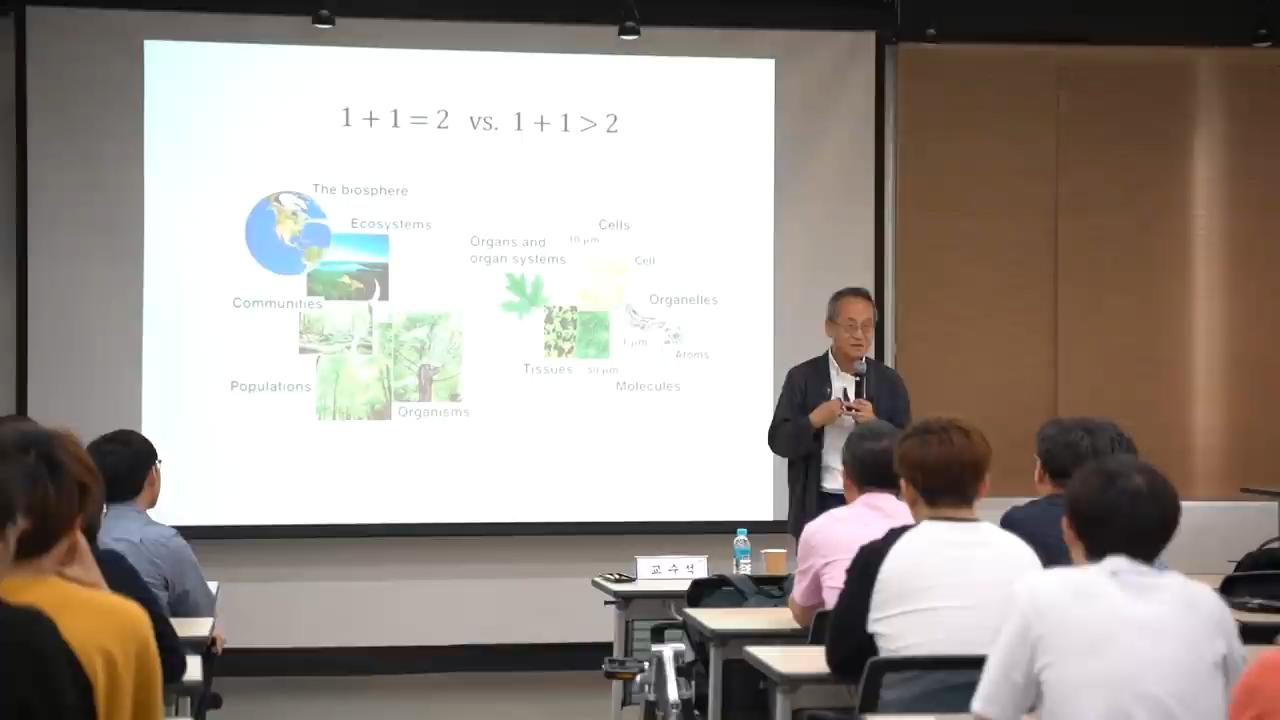 1 + 1 = 2 vs. 1 + 1 > 2
The biosphere
Ecosystems
Communities
Populations
Organisms
Cells
10 µm
Organs and
organ systems
Cell
Organelles
1 µm
Atoms
Tissues
50 µm
Molecules
교 수 석